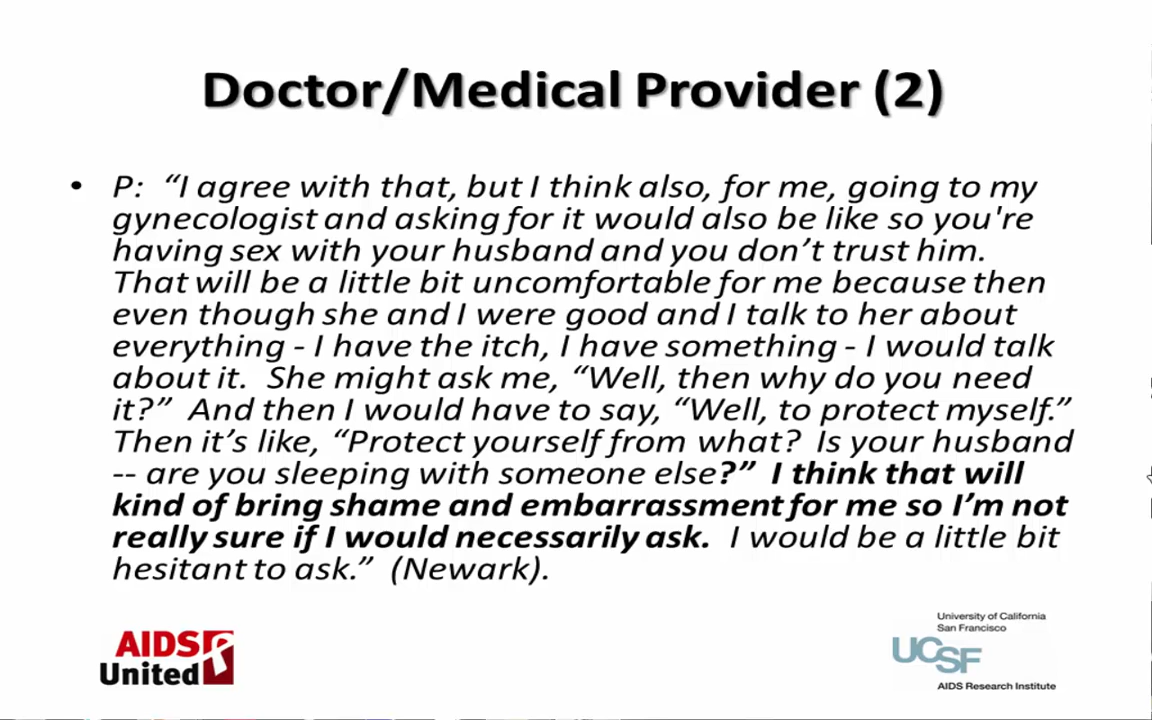 Doctor/Medical Provider (2)
• P: “I agree with that, but I think also, for me, going to my
gynecologist and asking for it would also be like so you're
having sex with your husband and you don’t trust him.
That will be a little bit uncomfortable for me because then
even though she and I were good and I talk to her about
everything - I have the itch, I have something - I would talk
about it.  She might ask me, “Well, then why do you need
it?”  And then I would have to say, “Well, to protect myself.”
Then it’s like, “Protect yourself from what?  Is your husband
-- are you sleeping with someone else?”  I think that will
kind of bring shame and embarrassment for me so I’m not
really sure if I would necessarily ask.  I would be a little bit
hesitant to ask.”  (Newark).
AIDS
United
University of California
San Francisco
UCSF
AIDS Research Institute